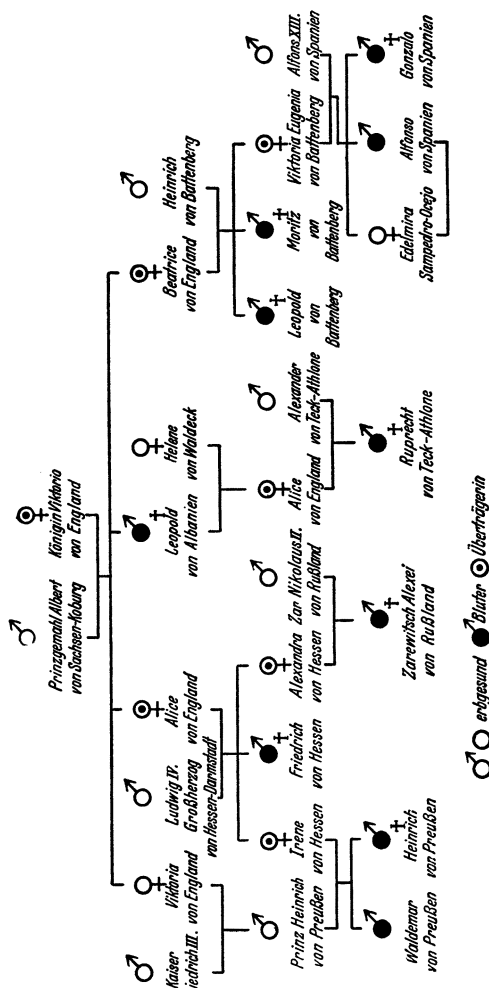 Prinzgemahl Albert
von Sachsen-Koburg
Königin Viktoria
von England
Kaiser
iedrich III.
Viktoria
von England
Ludwig IV.
Großherzog
von Hessen-Darmstadt
Alice
von England
Leopold
von Albanien
Helene
von Waldeck
Beatrice
von England
Heinrich
von Battenberg
Prinz Heinrich
von Preußen
Irene
von Hessen
Friedrich
von Hessen
Alexandra
von Hessen
Zar Nikolaus II.
von Rußland
Alice
von England
Alexander
von Teck-Athlone
Leopold
von
Battenberg
Moritz
von
Battenberg
Viktoria Eugenia
von Battenberg
Alfons XIII.
von Spanien
Waldemar
von Preußen
Heinrich
von Preußen
Zarewitsch Alexei
von Rußland
Ruprecht
von Teck-Athlone
Edelmira
Sampedro-Ocejo
Alfonso
von Spanien
Gonzalo
von Spanien
erbgesund Bluter Überträgerin